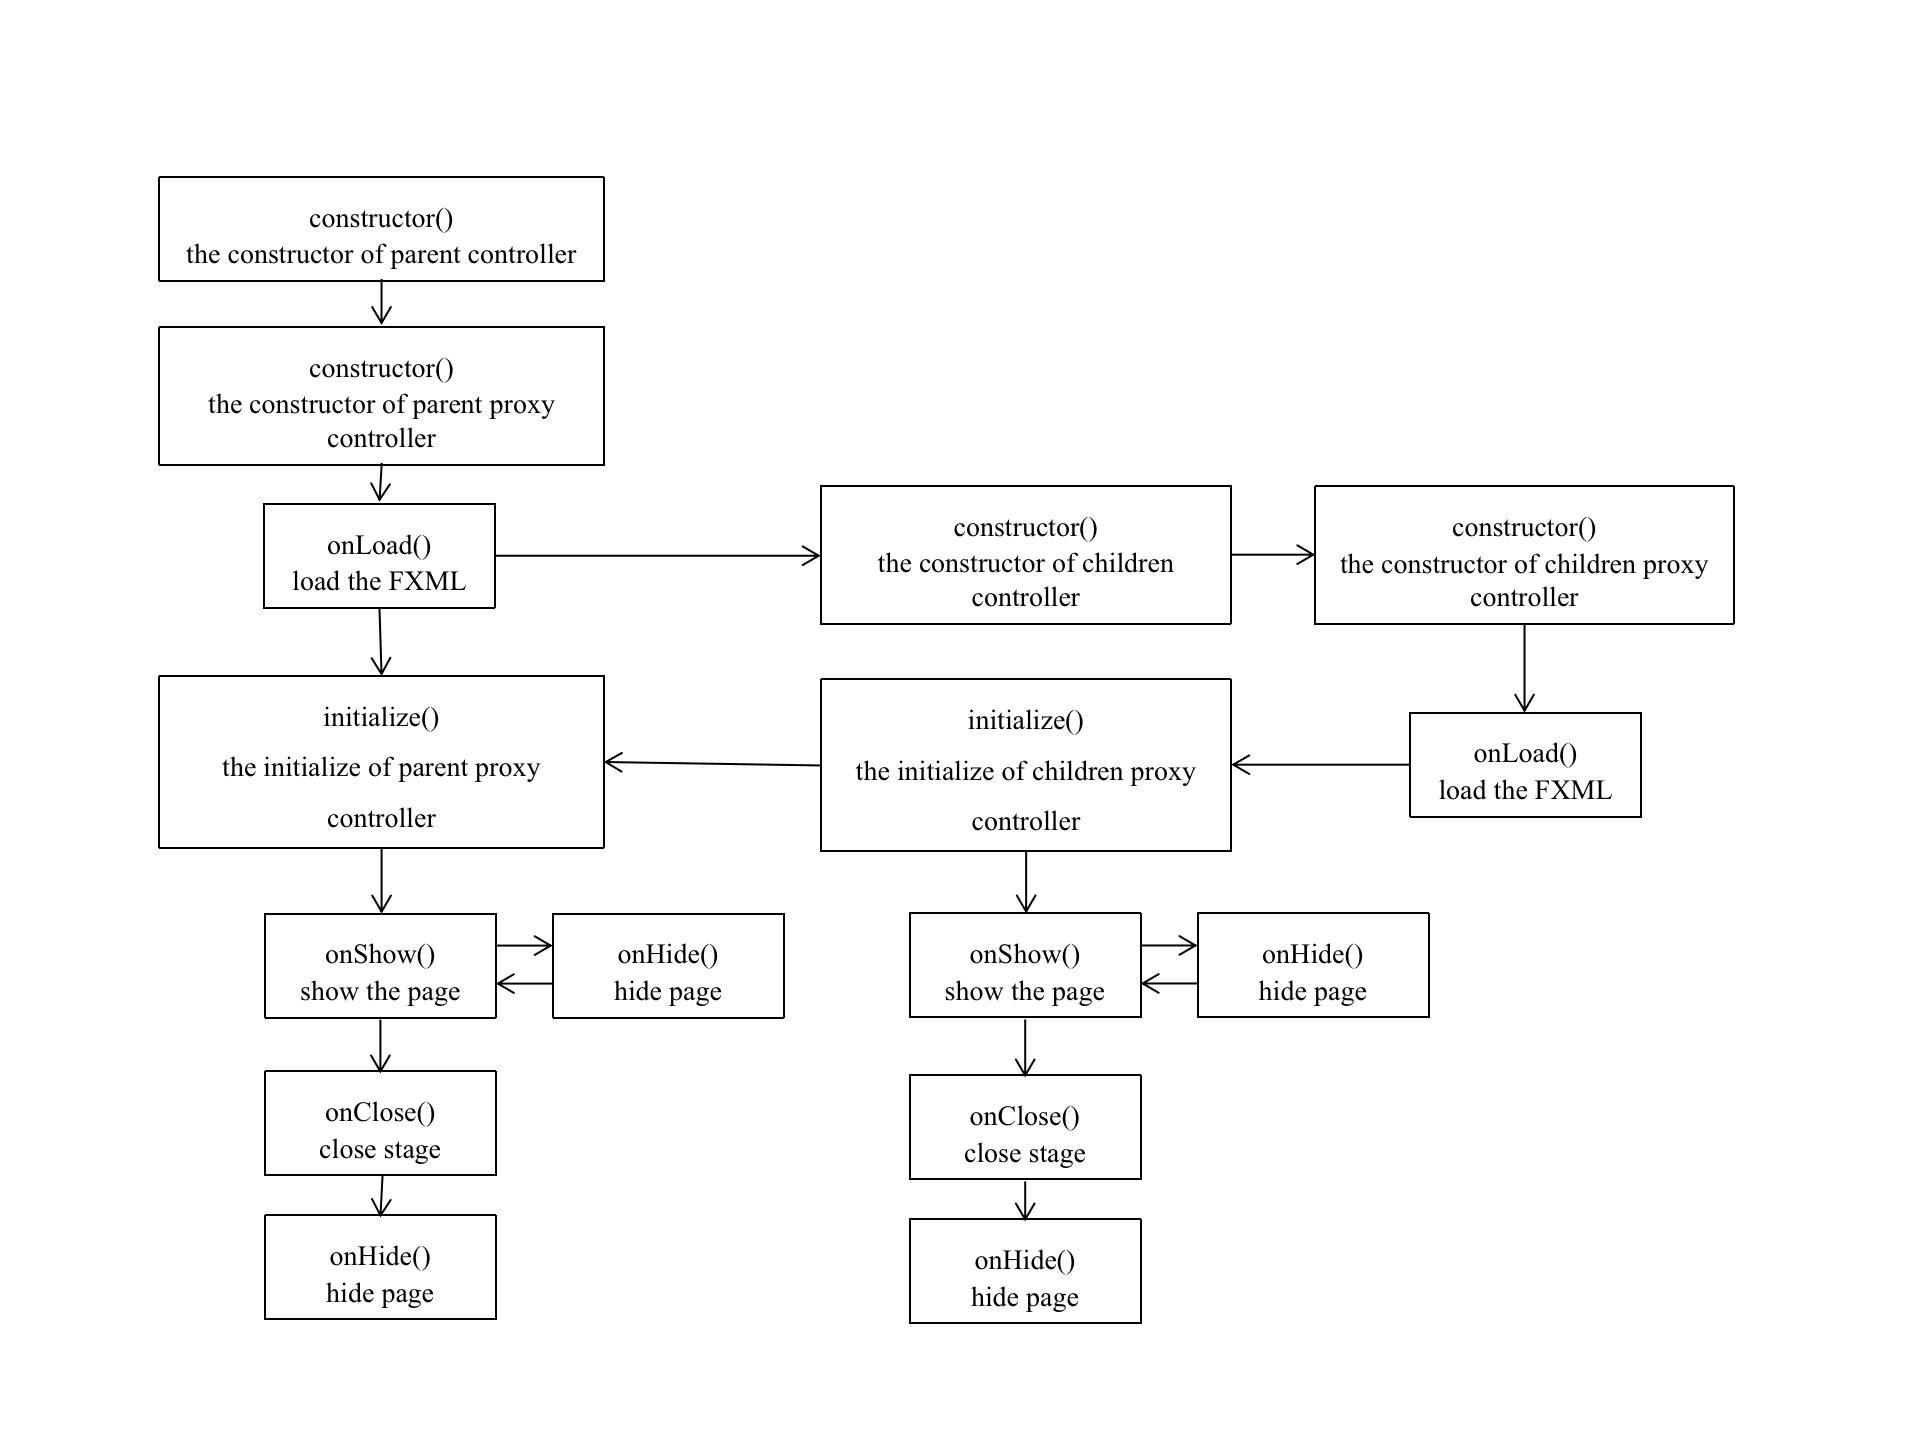 constructor()
the constructor of parent controller
constructor()
the constructor of parent proxy
controller
onLoad()
load the FXML
constructor()
the constructor of children
controller
constructor()
the constructor of children proxy
controller
initialize()
the initialize of parent proxy
controller
initialize()
the initialize of children proxy
controller
onLoad()
load the FXML
onShow()
show the page
onHide()
hide page
onShow()
show the page
onHide()
hide page
onClose()
close stage
onClose()
close stage
onHide()
hide page
onHide()
hide page